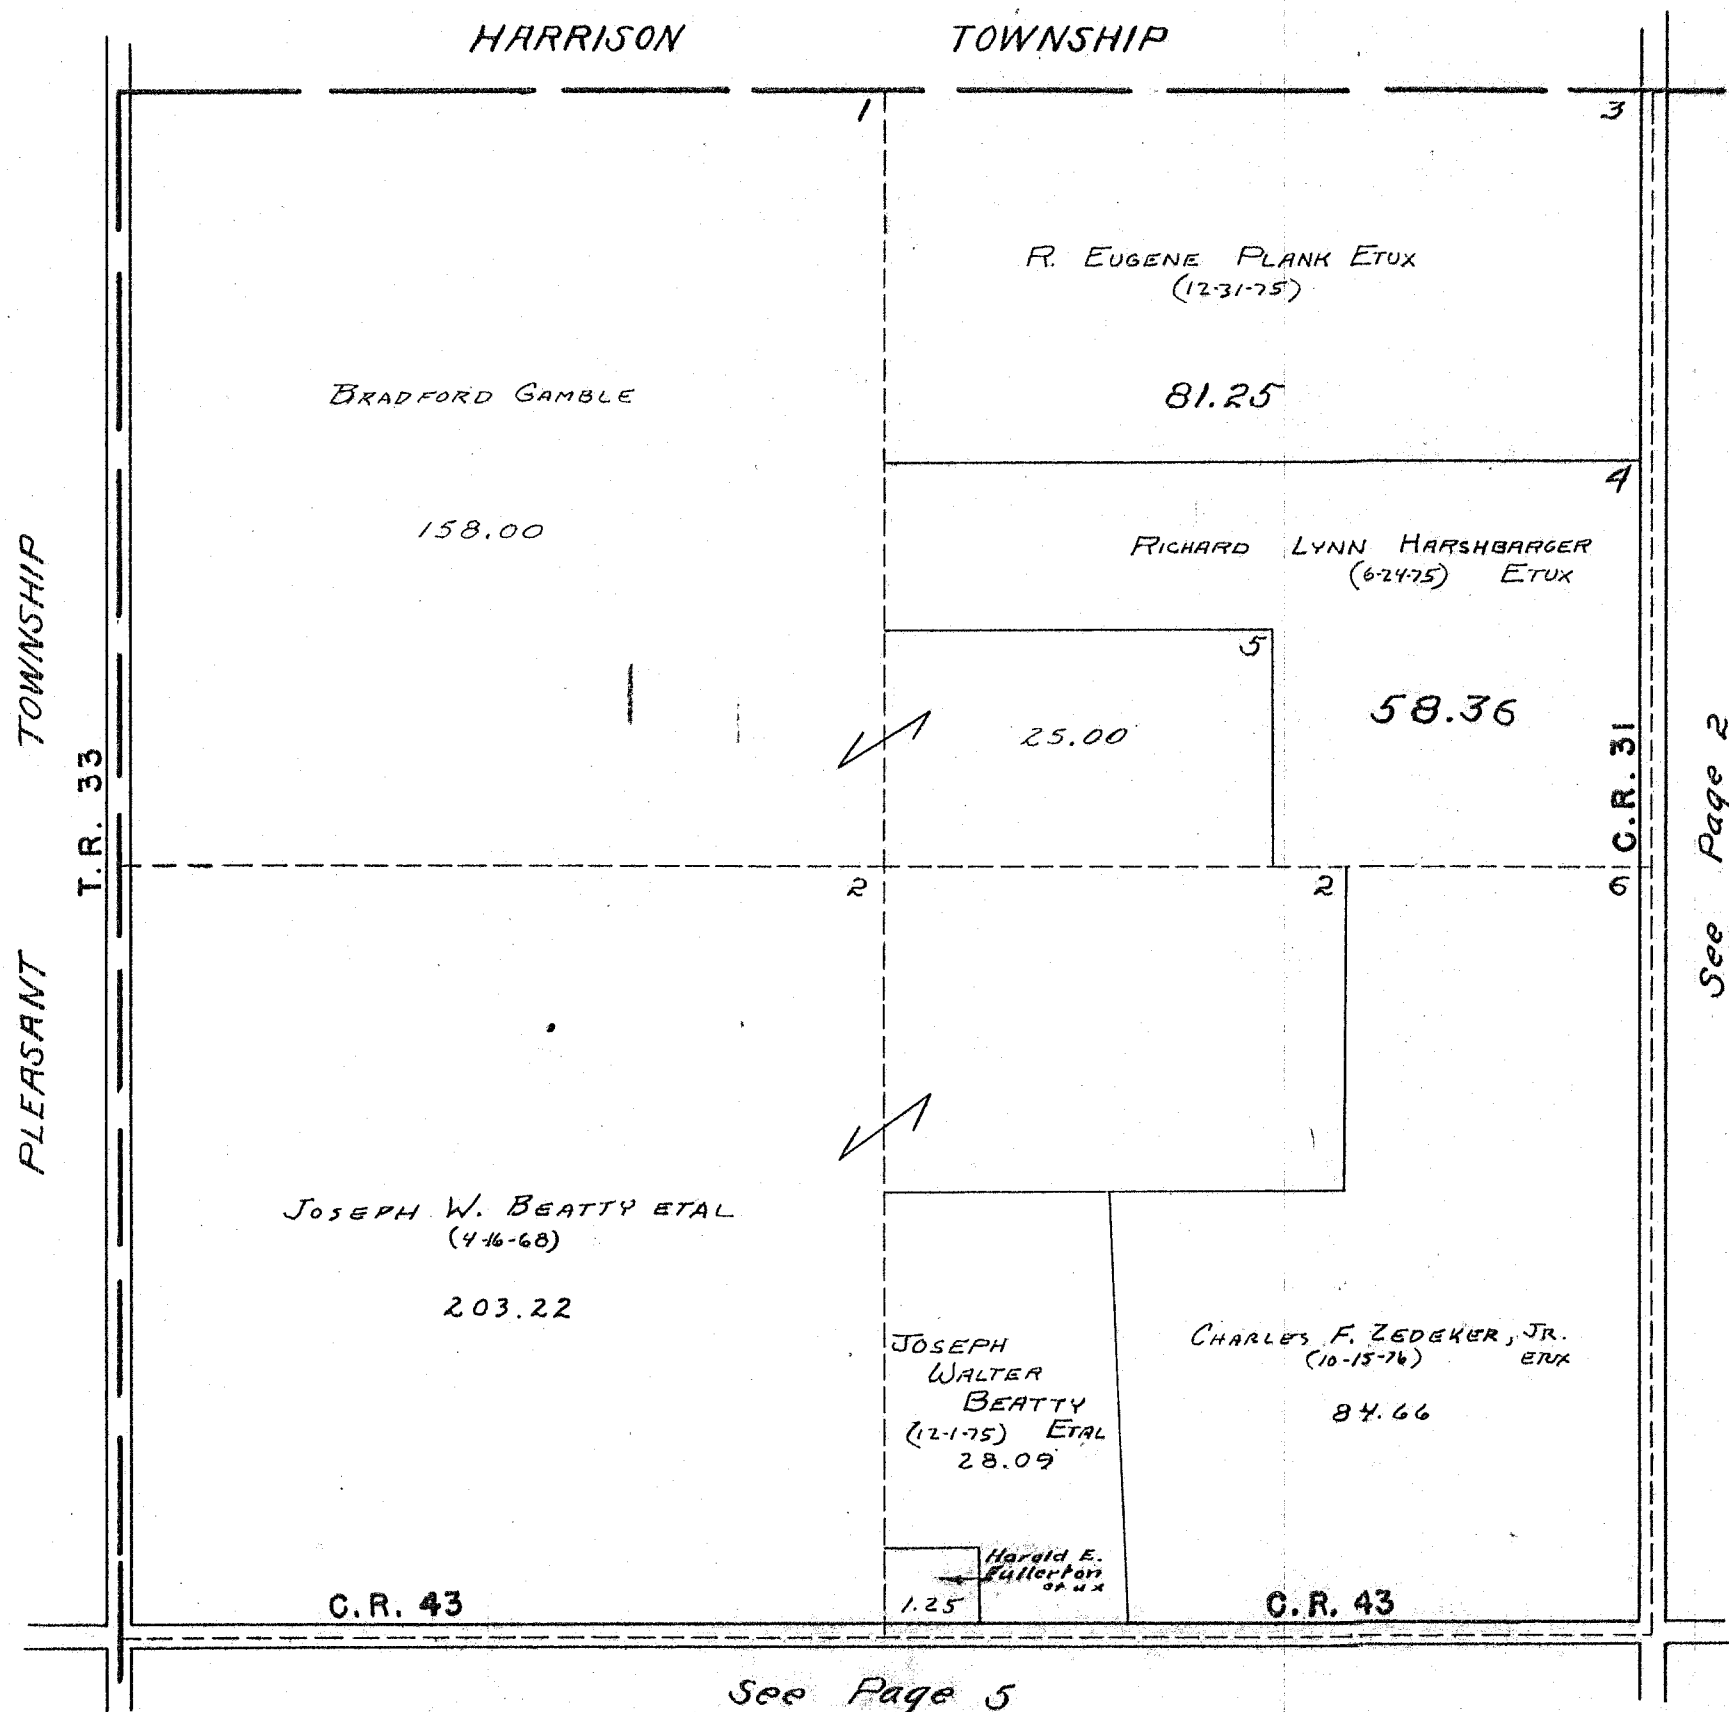 HARRISON TOWNSHIP
1
3
R. EUGENE PLANK ETUX
(12-31-75)
81.25
BRADFORD GAMBLE
158.00
4
RICHARD LYNN HARSHBARGER
(6-24-75) ETUX
58.36
5
25.00
PLEASANT TOWNSHIP
T.R. 33
C.R. 31
See Page 2
2
2
6
JOSEPH W. BEATTY ETAL
(4-16-68)
203.22
JOSEPH
WALTER
BEATTY
(12-1-75) ETAL
28.09
CHARLES F. ZEDEKER, JR.
(10-15-76) ETUX
84.66
Harold E.
Fullerton
et ux
1.25
C.R. 43
C.R. 43
See Page 5